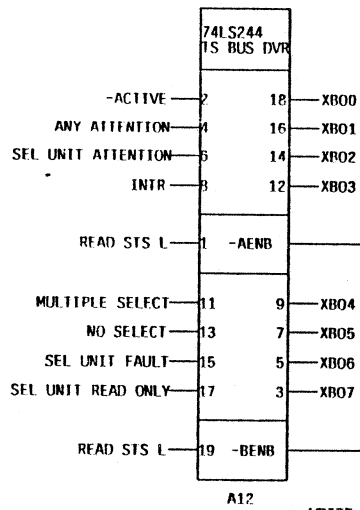 74LS244
TS BUS DVR
-ACTIVE 2 18 XB00
ANY ATTENTION 4 16 XB01
SEL UNIT ATTENTION 6 14 XB02
INTR 8 12 XB03
READ STS L 1 -AENB
MULTIPLE SELECT 11 9 XB04
NO SELECT 13 7 XB05
SEL UNIT FAULT 15 5 XB06
SEL UNIT READ ONLY 17 3 XB07
READ STS L 19 -BENB
A12